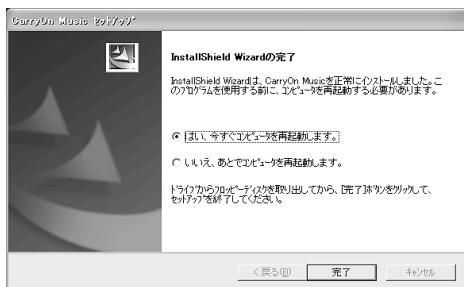 CarryOn Music ｾｯﾄｱｯﾌﾟ
InstallShield Wizardの完了
InstallShield Wizardは、CarryOn Musicを正常にｲﾝｽﾄｰﾙしました。こ
のﾌﾟﾛｸﾞﾗﾑを使用する前に、ｺﾝﾋﾟｭｰﾀを再起動する必要があります。
はい、今すぐｺﾝﾋﾟｭｰﾀを再起動します。
いいえ、あとでｺﾝﾋﾟｭｰﾀを再起動します。
ﾄﾞﾗｲﾌﾞからﾌﾛｯﾋﾟｰﾃﾞｨｽｸを取り出してから、[完了]ﾎﾞﾀﾝをｸﾘｯｸして、
ｾｯﾄｱｯﾌﾟを終了してください。
< 戻る(B) 完了 ｷｬﾝｾﾙ